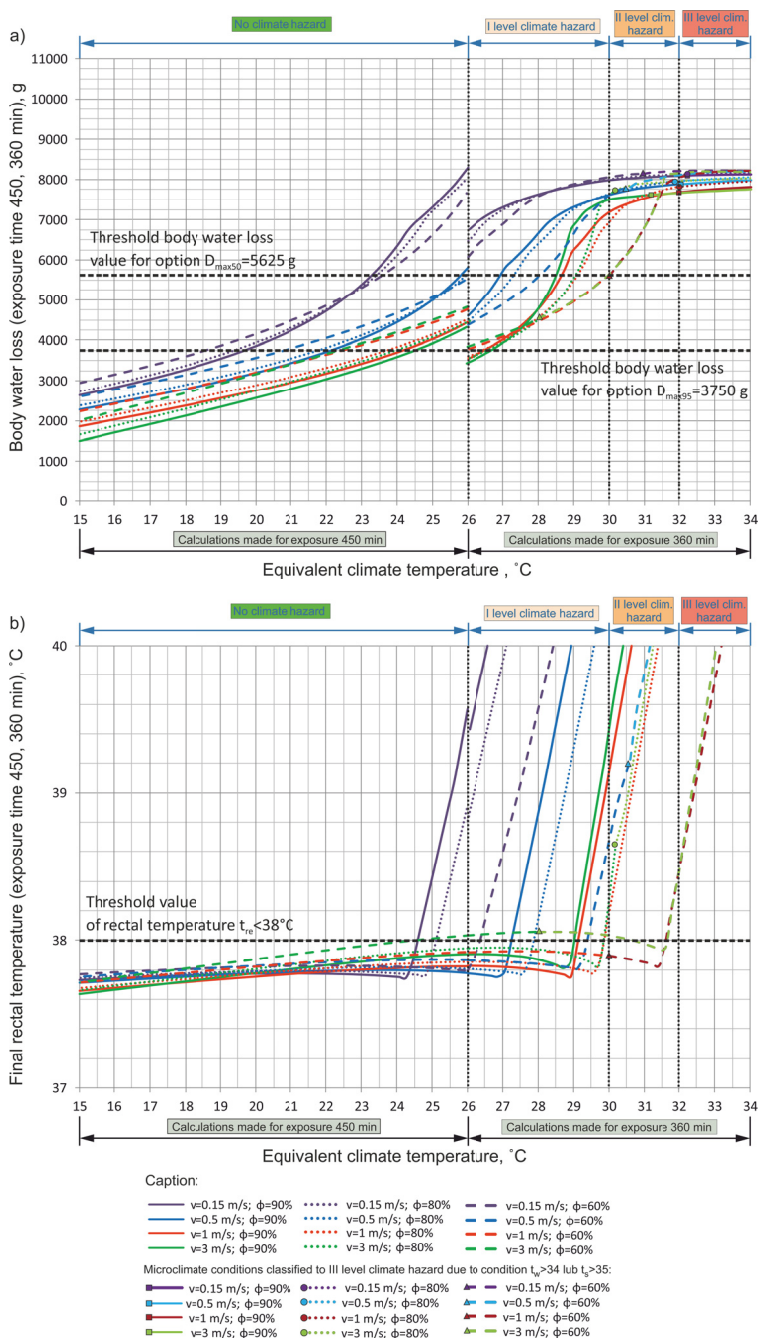 No climate hazard
I level climate hazard
II level clim. hazard
III level clim. hazard
a)
Body water loss (exposure time 450, 360 min), g
11000
10000
9000
8000
7000
6000
5000
4000
3000
2000
1000
0
Threshold body water loss
value for option Dmax50=5625 g
Threshold body water loss
value for option Dmax95=3750 g
15 16 17 18 19 20 21 22 23 24 25 26 27 28 29 30 31 32 33 34
Calculations made for exposure 450 min
Calculations made for exposue 360 min
Equivalent climate temperature , ˚C
b)
No climate hazard
I level climate hazard
II level clim. hazard
III level clim. hazard
Final rectal temperature (exposure time 450, 360 min), ˚C
40
39
38
37
Threshold value
of rectal temperature tre<38°C
15 16 17 18 19 20 21 22 23 24 25 26 27 28 29 30 31 32 33 34
Calculations made for exposure 450 min
Calculations made for exposure 360 min
Equivalent climate temperature, ˚C
Caption:
v=0.15 m/s; ϕ=90% v=0.15 m/s; ϕ=80% v=0.15 m/s; ϕ=60%
v=0.5 m/s; ϕ=90% v=0.5 m/s; ϕ=80% v=0.5 m/s; ϕ=60%
v=1 m/s; ϕ=90% v=1 m/s; ϕ=80% v=1 m/s; ϕ=60%
v=3 m/s; ϕ=90% v=3 m/s; ϕ=80% v=3 m/s; ϕ=60%
Microclimate conditions classified to III level climate hazard due to condition tw>34 lub ts>35:
v=0.15 m/s; ϕ=90% v=0.15 m/s; ϕ=80% v=0.15 m/s; ϕ=60%
v=0.5 m/s; ϕ=90% v=0.5 m/s; ϕ=80% v=0.5 m/s; ϕ=60%
v=1 m/s; ϕ=90% v=1 m/s; ϕ=80% v=1 m/s; ϕ=60%
v=3 m/s; ϕ=90% v=3 m/s; ϕ=80% v=3 m/s; ϕ=60%